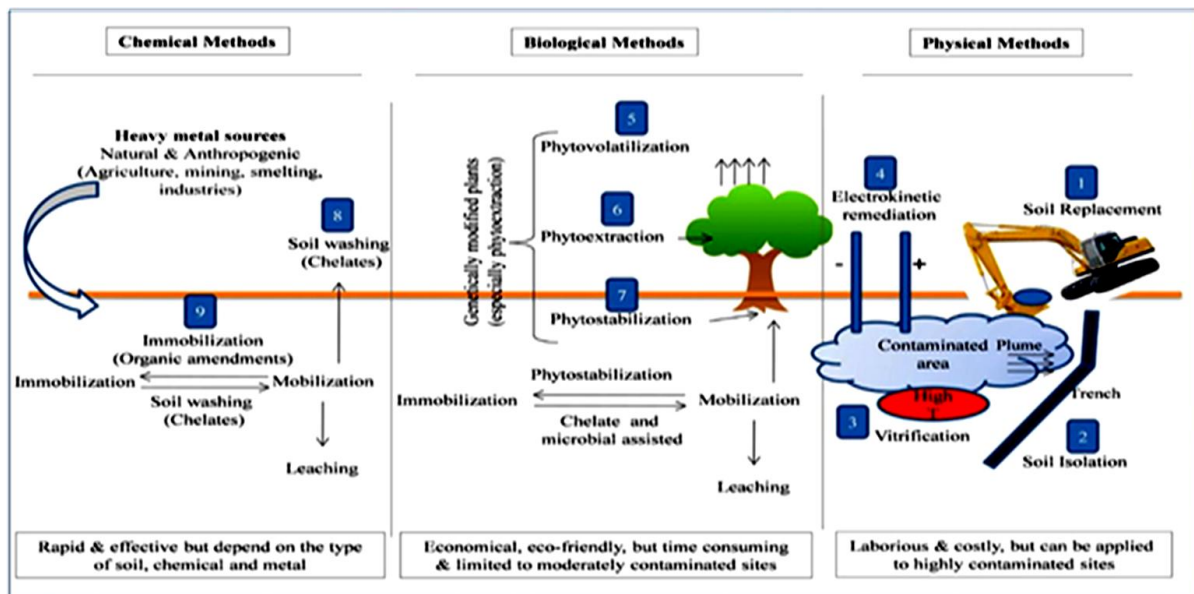 Chemical Methods
Heavy metal sources
Natural & Anthropogenic
(Agriculture, mining, smelting,
industries)
8
Soil washing
(Chelates)
9
Immobilization
(Organic amendments)
Immobilization
Mobilization
Soil washing
(Chelates)
Leaching
Rapid & effective but depend on the type
of soil, chemical and metal
Biological Methods
Genetically modified plants
(especially phytoextraction)
5
Phytovolatilization
6
Phytoextraction
7
Phytostabilization
Phytostabilization
Immobilization
Mobilization
Chelate and
microbial assisted
Leaching
Economical, eco-friendly, but time consuming
& limited to moderately contaminated sites
Physical Methods
4
Electrokinetic
remediation
1
Soil Replacement
-
+
Contaminated
area
Plume
High
T
Trench
3
Vitrification
2
Soil Isolation
Laborious & costly, but can be applied
to highly contaminated sites